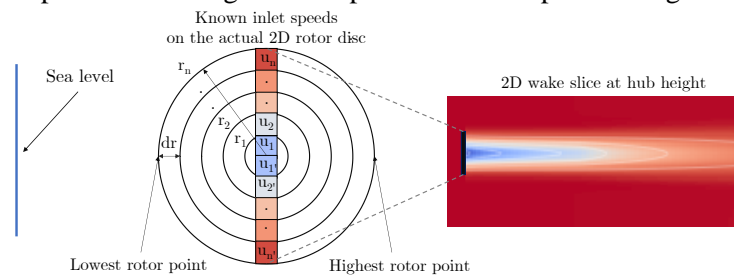 Known inlet speeds
on the actual 2D rotor disc
Sea level
2D wake slice at hub height
rₙ
.
.
r₂
r₁
dr
uₙ
.
.
u₂
u₁
u₁'
u₂'
.
.
uₙ'
Lowest rotor point
Highest rotor point